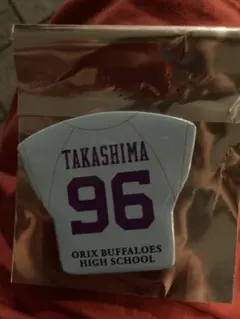 TAKASHIMA
96
ORIX BUFFALOES
HIGH SCHOOL